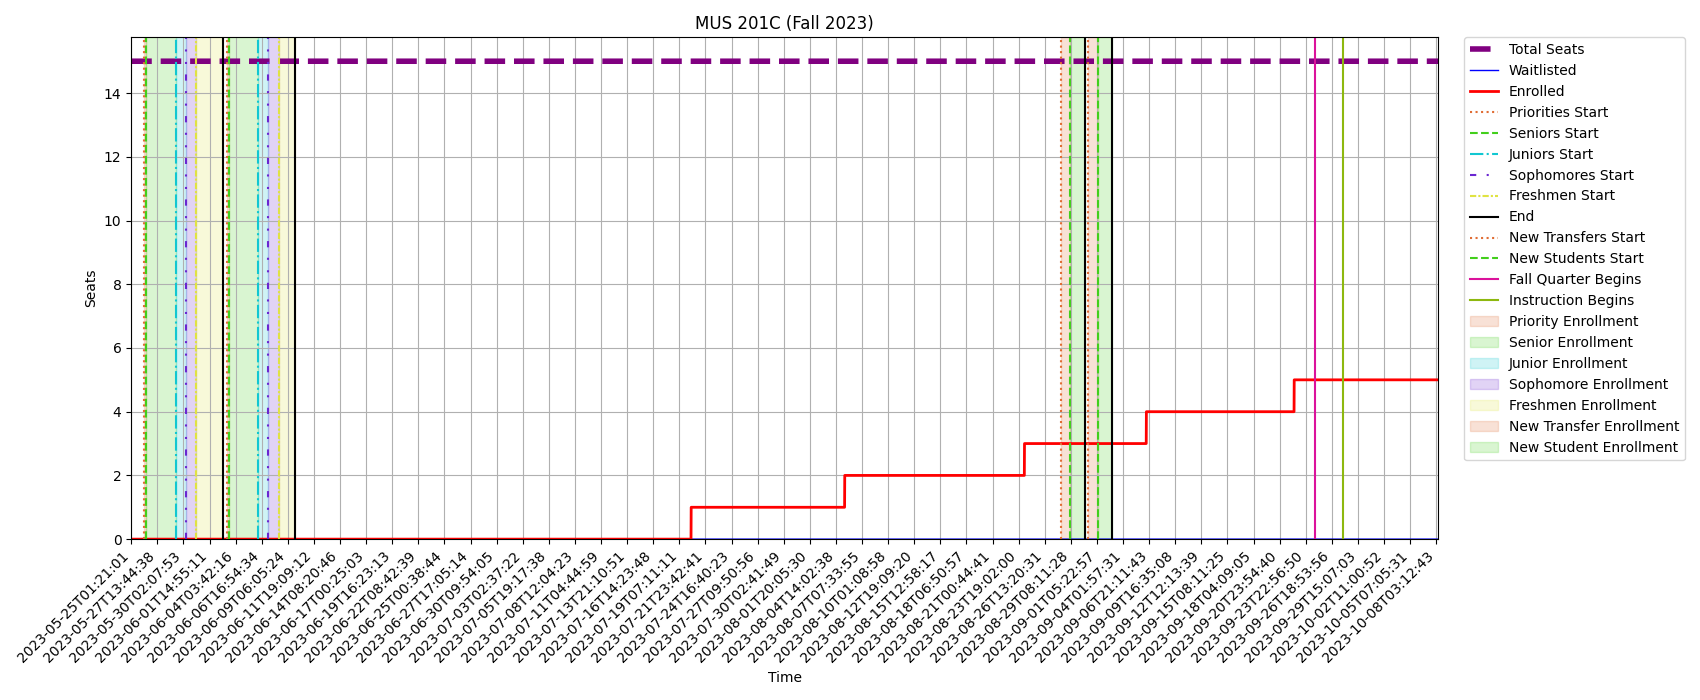 MUS 201C (Fall 2023)
Seats
14
12
10
8
6
4
2
0
2023-05-25T01:21:01
2023-05-27T13:44:38
2023-05-30T02:07:53
2023-06-01T14:55:11
2023-06-04T03:42:16
2023-06-06T16:54:34
2023-06-09T06:05:24
2023-06-11T19:09:12
2023-06-14T08:20:46
2023-06-17T00:25:03
2023-06-19T16:23:13
2023-06-22T08:42:39
2023-06-25T00:38:44
2023-06-27T17:05:14
2023-06-30T09:54:05
2023-07-03T02:37:22
2023-07-05T19:17:38
2023-07-08T12:04:23
2023-07-11T04:44:59
2023-07-13T21:10:51
2023-07-16T14:23:48
2023-07-19T07:11:11
2023-07-21T23:42:41
2023-07-24T16:40:23
2023-07-27T09:50:56
2023-07-30T02:41:49
2023-08-01T20:05:30
2023-08-04T14:02:38
2023-08-07T07:33:55
2023-08-10T01:08:58
2023-08-12T19:09:20
2023-08-15T12:58:17
2023-08-18T06:50:57
2023-08-21T00:44:41
2023-08-23T19:02:00
2023-08-26T13:20:31
2023-08-29T08:11:28
2023-09-01T05:22:57
2023-09-04T01:57:31
2023-09-06T21:11:43
2023-09-09T16:35:08
2023-09-12T12:13:39
2023-09-15T08:11:25
2023-09-18T04:09:05
2023-09-20T23:54:40
2023-09-23T22:56:50
2023-09-26T18:53:56
2023-09-29T15:07:03
2023-10-02T11:00:52
2023-10-05T07:05:31
2023-10-08T03:12:43
Time
Total Seats
Waitlisted
Enrolled
Priorities Start
Seniors Start
Juniors Start
Sophomores Start
Freshmen Start
End
New Transfers Start
New Students Start
Fall Quarter Begins
Instruction Begins
Priority Enrollment
Senior Enrollment
Junior Enrollment
Sophomore Enrollment
Freshmen Enrollment
New Transfer Enrollment
New Student Enrollment